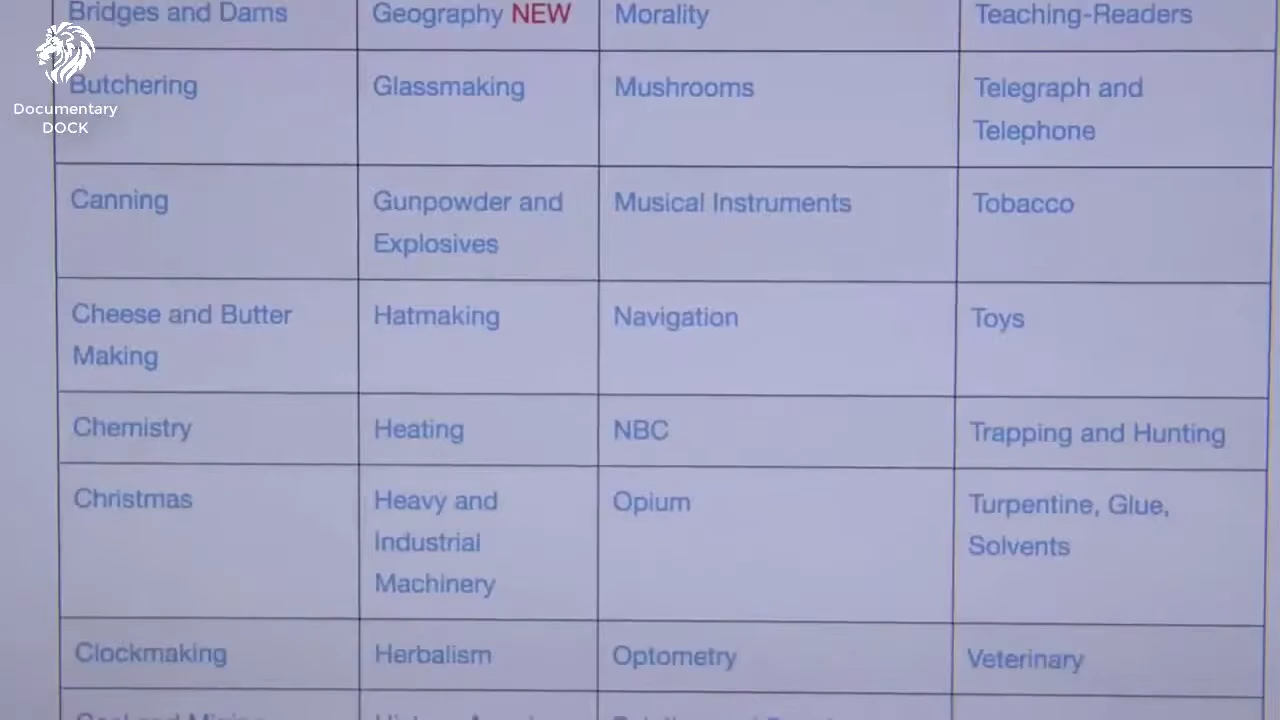 Bridges and Dams
Geography NEW
Morality
Teaching-Readers
Documentary
DOCK
Butchering
Glassmaking
Mushrooms
Telegraph and
Telephone
Canning
Gunpowder and
Explosives
Musical Instruments
Tobacco
Cheese and Butter
Making
Hatmaking
Navigation
Toys
Chemistry
Heating
NBC
Trapping and Hunting
Christmas
Heavy and
Industrial
Machinery
Opium
Turpentine, Glue,
Solvents
Clockmaking
Herbalism
Optometry
Veterinary